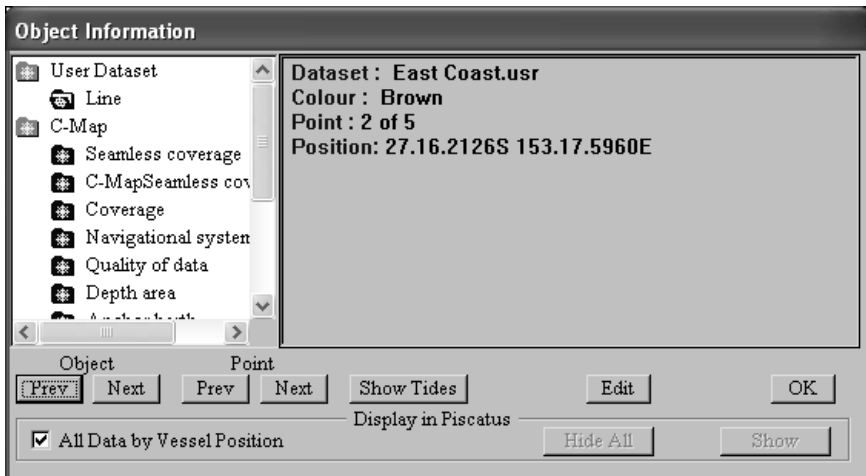 Object Information
User Dataset
Line
C-Map
Seamless coverage
C-MapSeamless cov
Coverage
Navigational system
Quality of data
Depth area
Dataset : East Coast.usr
Colour : Brown
Point : 2 of 5
Position: 27.16.2126S 153.17.5960E
Object Point
Prev Next Prev Next Show Tides Edit OK
Display in Piscatus
All Data by Vessel Position Hide All Show